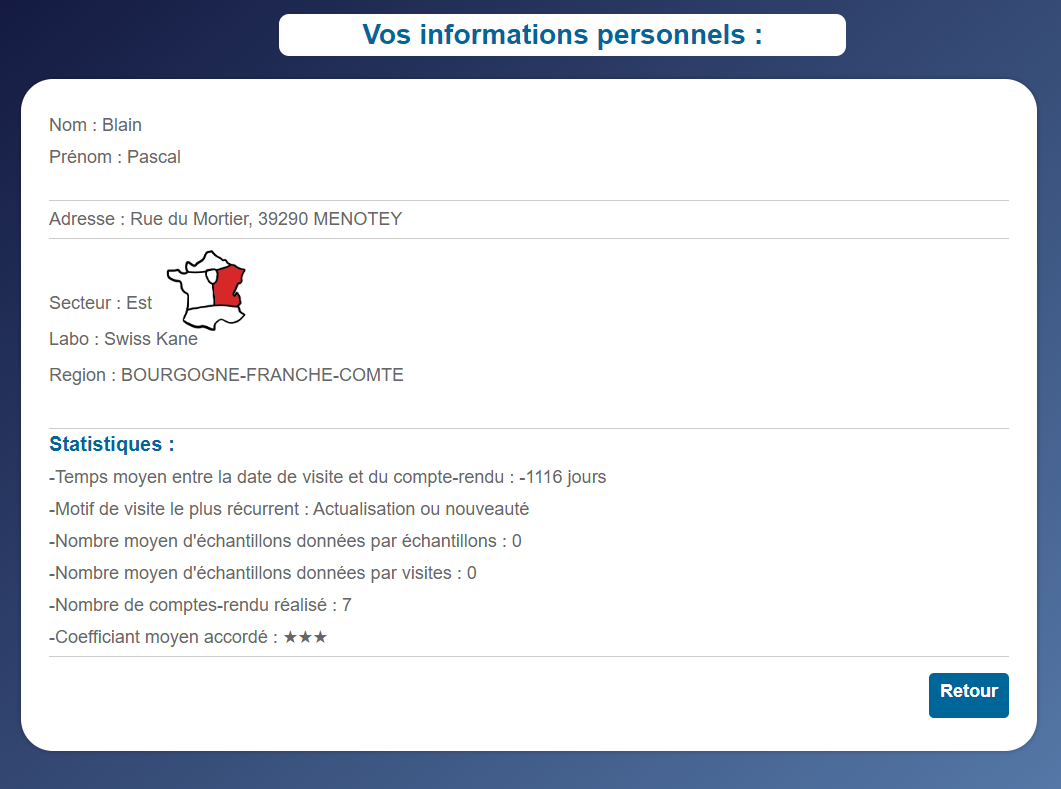 Vos informations personnels :
Nom : Blain
Prénom : Pascal
Adresse : Rue du Mortier, 39290 MENOTEY
Secteur : Est
Labo : Swiss Kane
Region : BOURGOGNE-FRANCHE-COMTE
Statistiques :
-Temps moyen entre la date de visite et du compte-rendu : -1116 jours
-Motif de visite le plus récurrent : Actualisation ou nouveauté
-Nombre moyen d'échantillons données par échantillons : 0
-Nombre moyen d'échantillons données par visites : 0
-Nombre de comptes-rendu réalisé : 7
-Coefficiant moyen accordé : ★★★
Retour